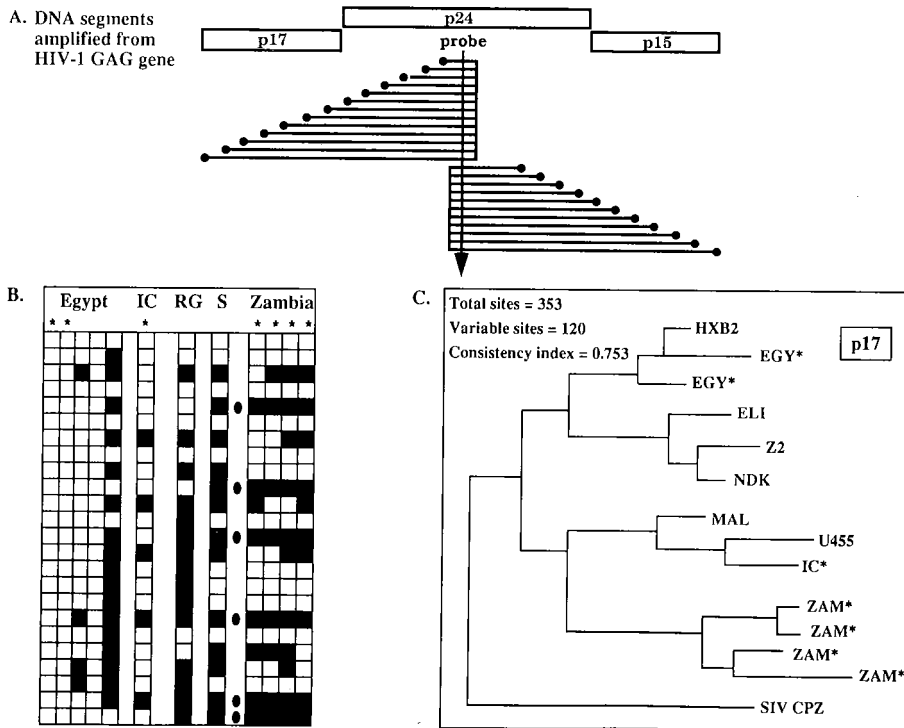 A. DNA segments
amplified from
HIV-1 GAG gene
p17
p24
p15
probe
B.
Egypt IC RG S Zambia
* * * * * * *
C.
Total sites = 353
Variable sites = 120
Consistency index = 0.753
p17
HXB2
EGY*
EGY*
ELI
Z2
NDK
MAL
U455
IC*
ZAM*
ZAM*
ZAM*
ZAM*
SIV CPZ